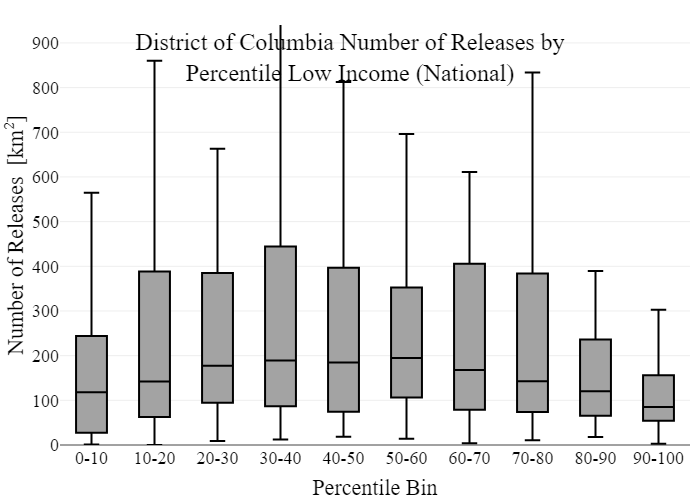 District of Columbia Number of Releases by
Percentile Low Income (National)
Number of Releases [km²]
900
800
700
600
500
400
300
200
100
0
0-10 10-20 20-30 30-40 40-50 50-60 60-70 70-80 80-90 90-100
Percentile Bin